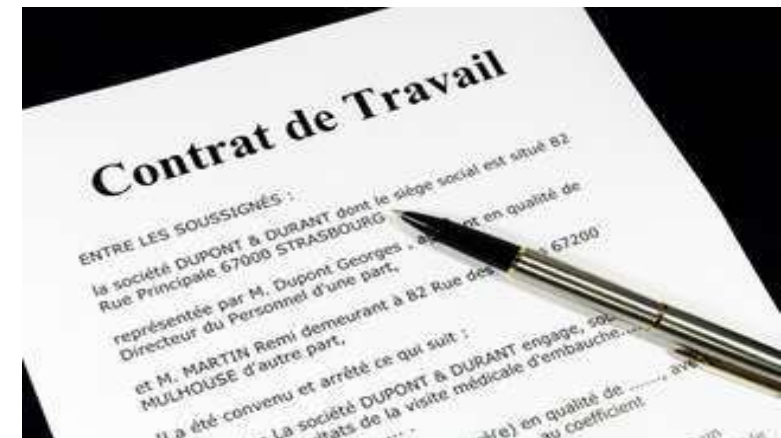 Contrat de Travail
ENTRE LES SOUSSIGNÉS :
la société DUPONT & DURANT dont le siège social est situé 82
Rue Principale 67000 STRASBOURG
représentée par M. Dupont Georges , en qualité de
Directeur du Personnel d'une part,
et M. MARTIN Remi demeurant à 82 Rue des 67200
MULHOUSE d'autre part,
Il a été convenu et arrêté ce qui suit :
La société DUPONT & DURANT engage,
de la visite médicale d'embauche
en qualité de ......,
au coefficient